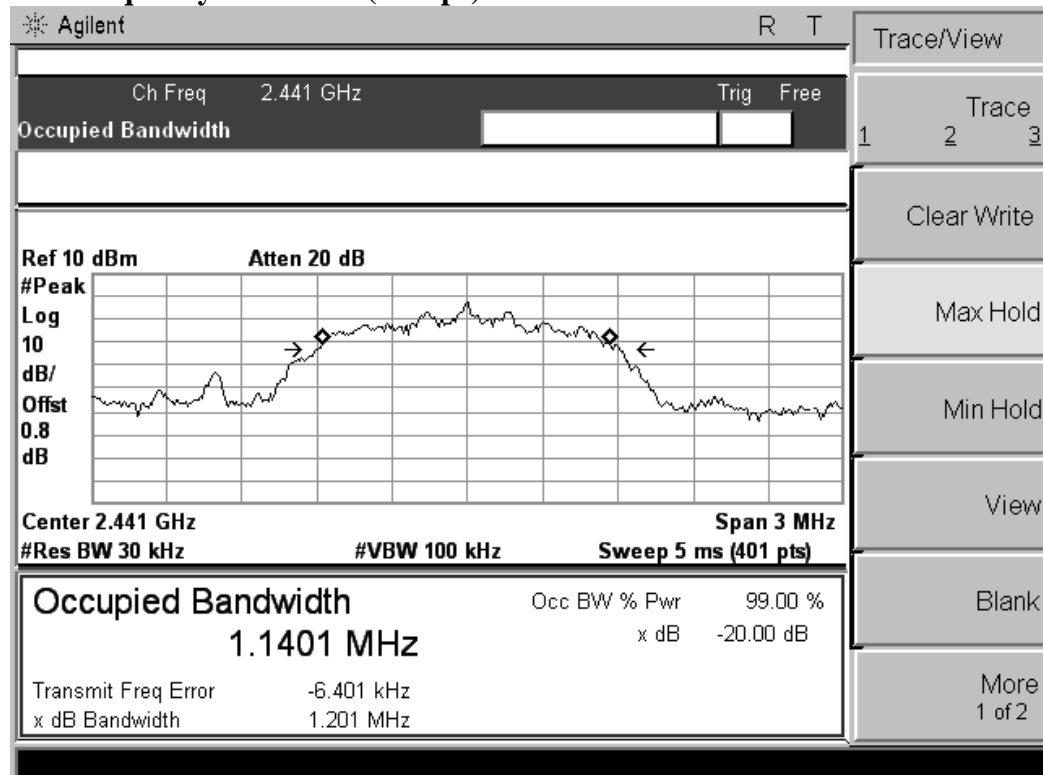 Agilent R T
Trace/View
Ch Freq 2.441 GHz Trig Free
Occupied Bandwidth
Trace
1 2 3
Clear Write
Ref 10 dBm Atten 20 dB
#Peak
Log
10
dB/
Offst
0.8
dB
Max Hold
Min Hold
Center 2.441 GHz Span 3 MHz
#Res BW 30 kHz #VBW 100 kHz Sweep 5 ms (401 pts)
View
Occupied Bandwidth Occ BW % Pwr 99.00 %
1.1401 MHz x dB -20.00 dB
Blank
Transmit Freq Error -6.401 kHz
x dB Bandwidth 1.201 MHz
More
1 of 2